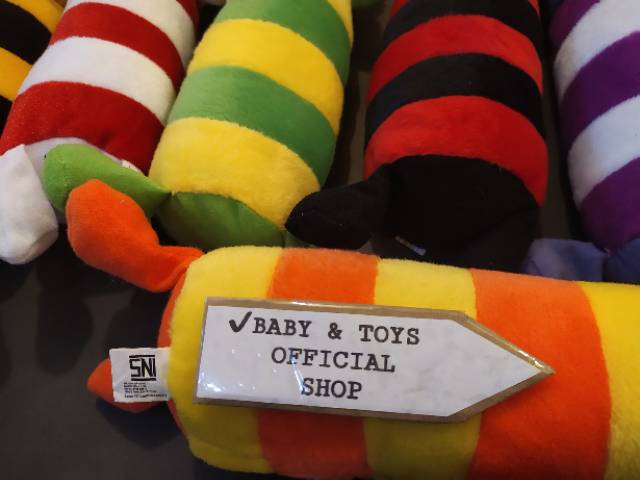 ✓BABY & TOYS
OFFICIAL
SHOP
SNI